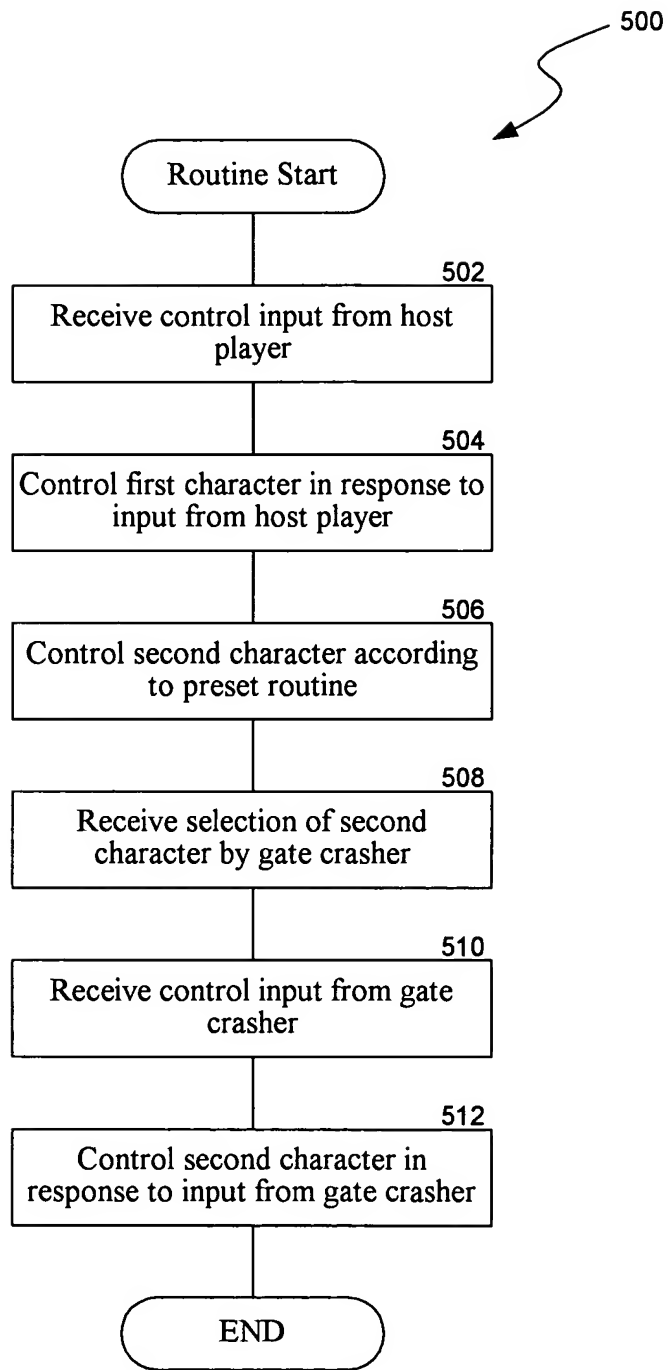 500
Routine Start
502
Receive control input from host
player
504
Control first character in response to
input from host player
506
Control second character according
to preset routine
508
Receive selection of second
character by gate crasher
510
Receive control input from gate
crasher
512
Control second character in
response to input from gate crasher
END